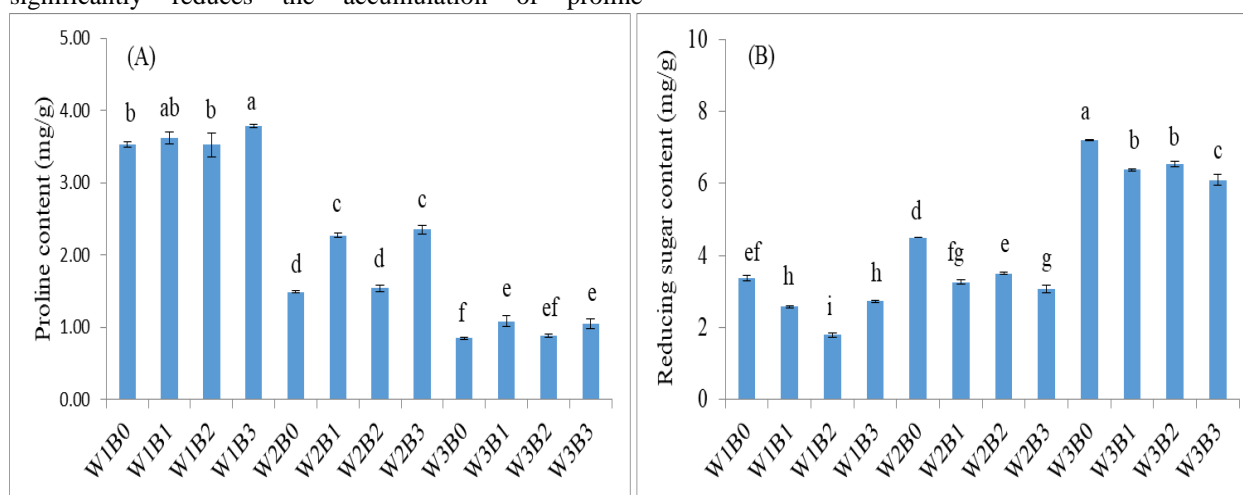 significantly reduces the accumulation of proline
(A)
Proline content (mg/g)
5.00
4.00
3.00
2.00
1.00
0.00
b ab b a d c d c f e ef e
W1B0 W1B1 W1B2 W1B3 W2B0 W2B1 W2B2 W2B3 W3B0 W3B1 W3B2 W3B3
(B)
Reducing sugar content (mg/g)
10
8
6
4
2
0
ef h i h d fg e g a b b c
W1B0 W1B1 W1B2 W1B3 W2B0 W2B1 W2B2 W2B3 W3B0 W3B1 W3B2 W3B3